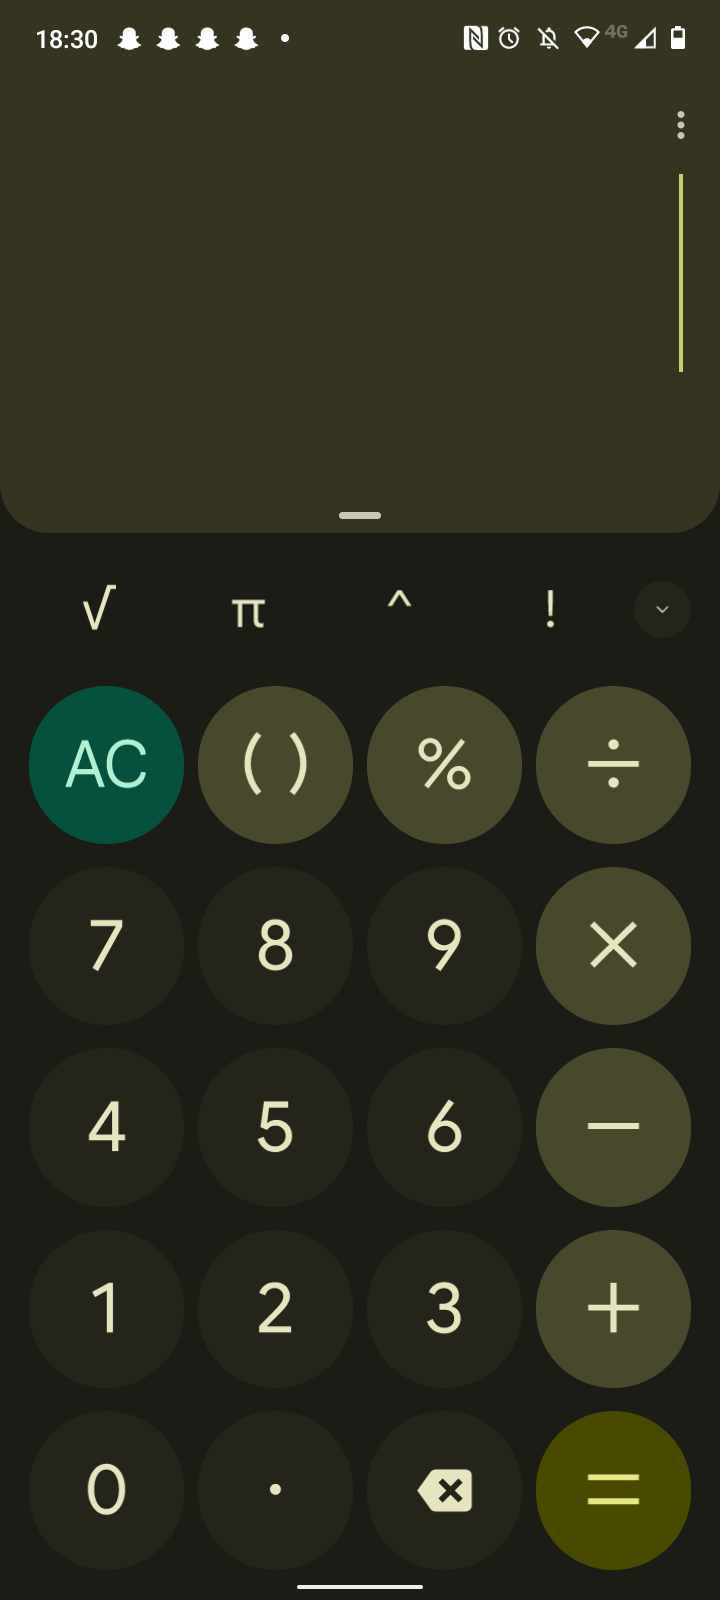 18:30 4G
√ π ^ !
AC ( ) % ÷
7 8 9 ×
4 5 6 −
1 2 3 +
0 . =